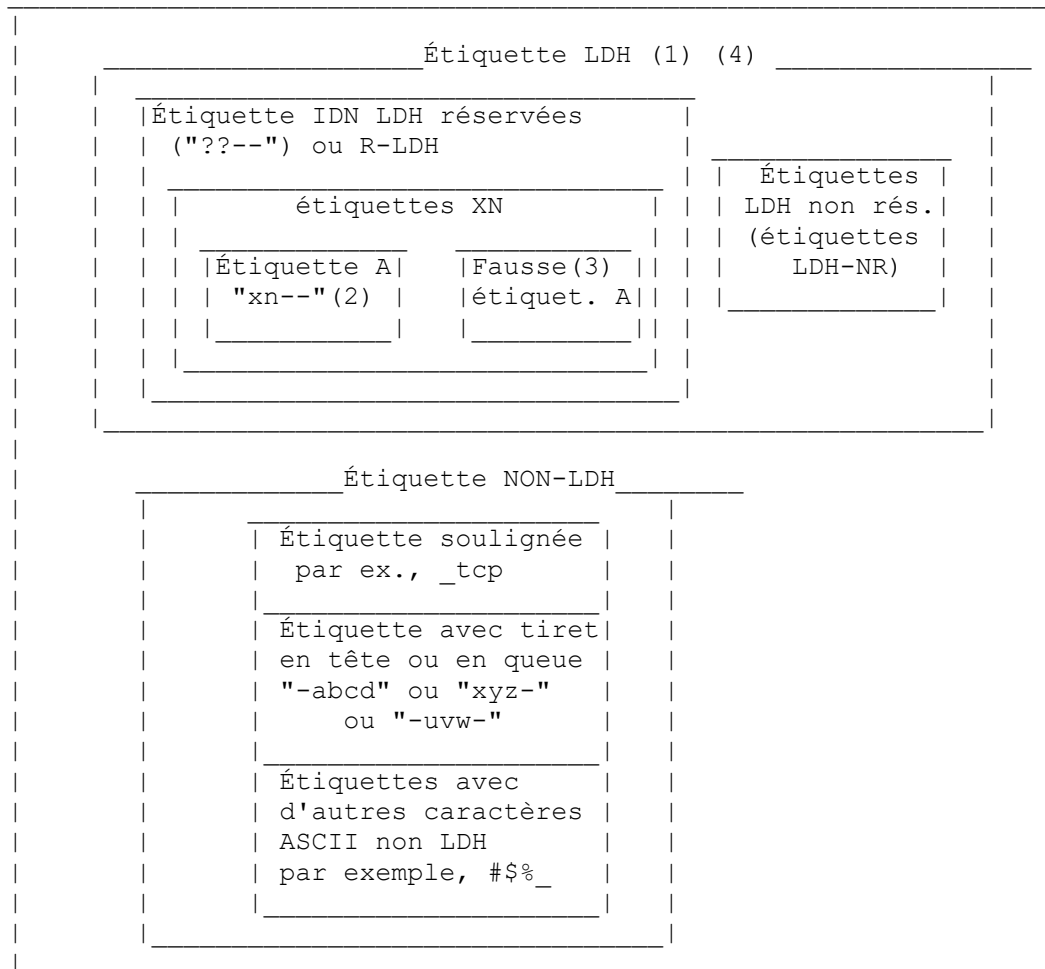 Étiquette LDH (1) (4)
Étiquette IDN LDH réservées
("??--") ou R-LDH
étiquettes XN
Étiquette A
"xn--"(2)
Fausse(3)
étiquet. A
Étiquettes
LDH non rés.
(étiquettes
LDH-NR)
Étiquette NON-LDH
Étiquette soulignée
par ex., _tcp
Étiquette avec tiret
en tête ou en queue
"-abcd" ou "xyz-"
ou "-uvw-"
Étiquettes avec
d'autres caractères
ASCII non LDH
par exemple, #$%_